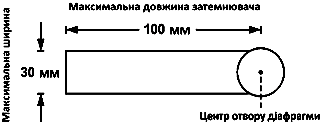 Максимальна довжина затемнювача
100 мм
Максимальна ширина
30 мм
Центр отвору діафрагми